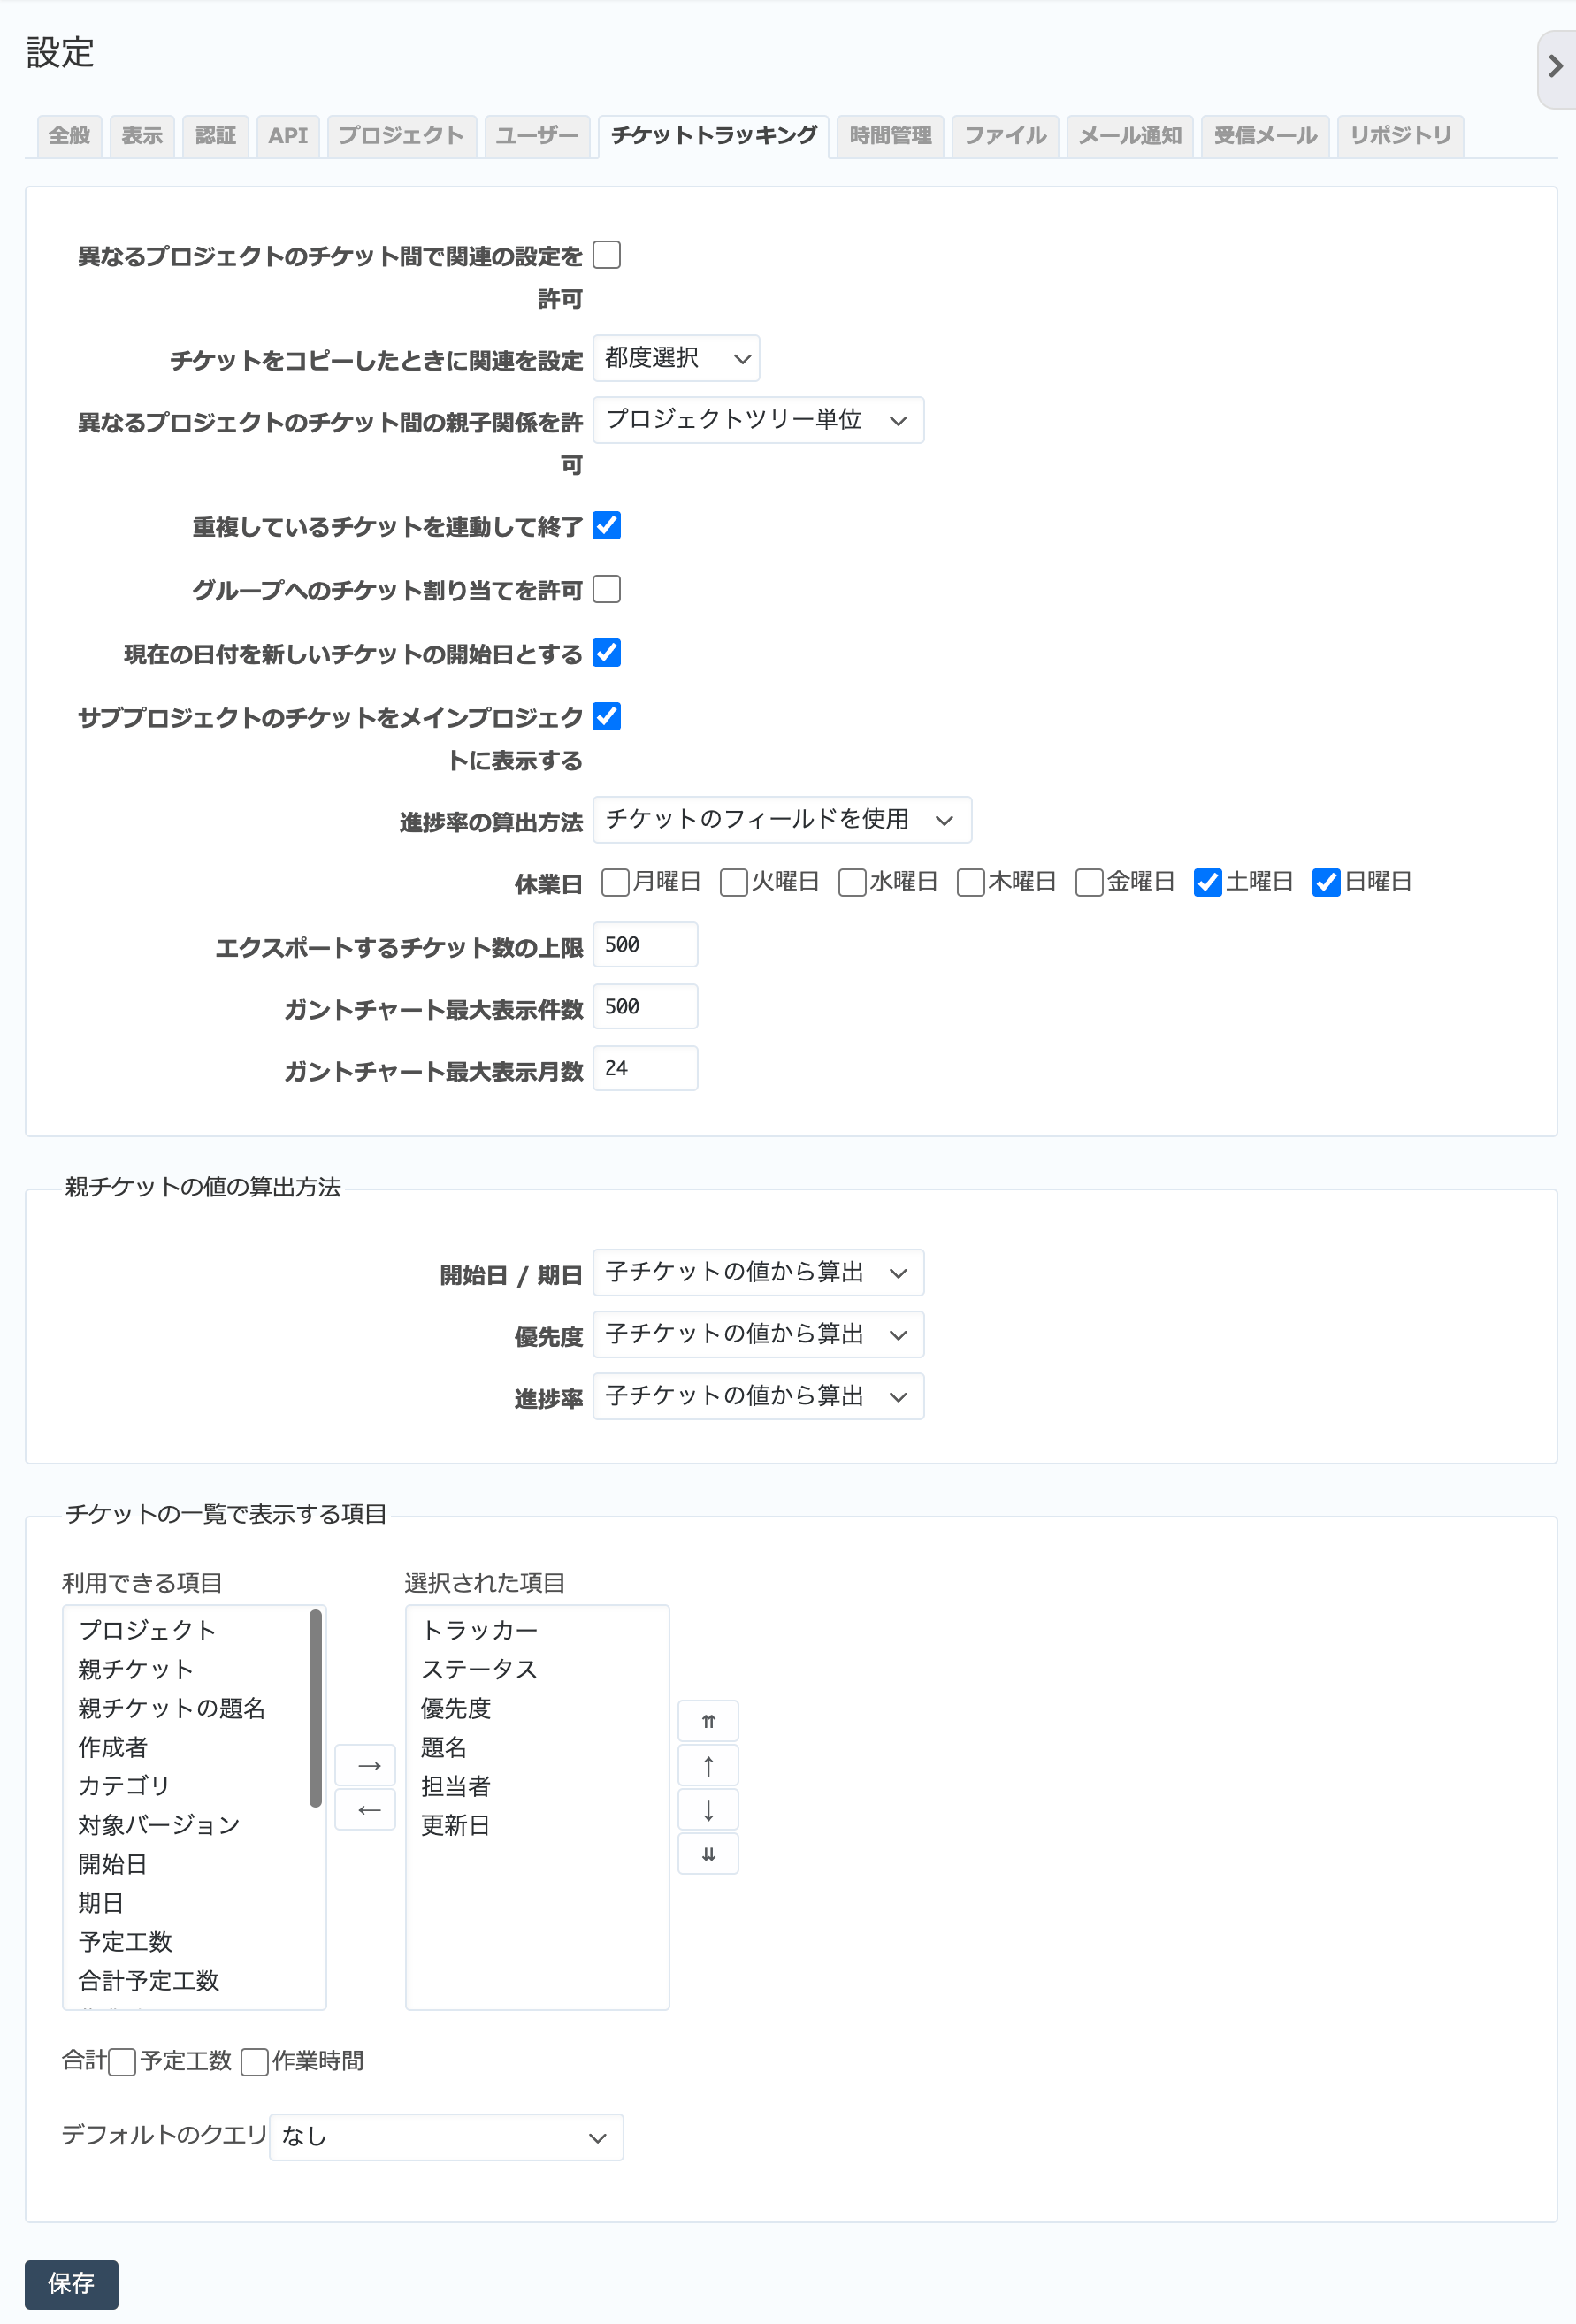 設定
全般 表示 認証 API プロジェクト ユーザー チケットトラッキング 時間管理 ファイル メール通知 受信メール リポジトリ
異なるプロジェクトのチケット間で関連の設定を
許可
チケットをコピーしたときに関連を設定 都度選択
異なるプロジェクトのチケット間の親子関係を許 プロジェクトツリー単位
可
重複しているチケットを連動して終了
グループへのチケット割り当てを許可
現在の日付を新しいチケットの開始日とする
サブプロジェクトのチケットをメインプロジェク
トに表示する
進捗率の算出方法 チケットのフィールドを使用
休業日 月曜日 火曜日 水曜日 木曜日 金曜日 土曜日 日曜日
エクスポートするチケット数の上限 500
ガントチャート最大表示件数 500
ガントチャート最大表示月数 24
親チケットの値の算出方法
開始日 / 期日 子チケットの値から算出
優先度 子チケットの値から算出
進捗率 子チケットの値から算出
チケットの一覧で表示する項目
利用できる項目
プロジェクト
親チケット
親チケットの題名
作成者
カテゴリ
対象バージョン
開始日
期日
予定工数
合計予定工数
→
←
選択された項目
トラッカー
ステータス
優先度
題名
担当者
更新日
⇈
↑
↓
⇊
合計 予定工数 作業時間
デフォルトのクエリ なし
保存